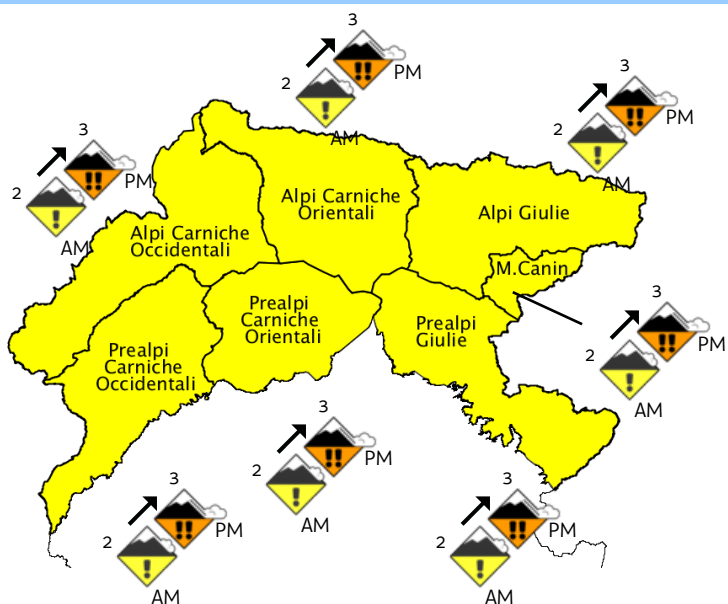 3
PM
2
AM
3
PM
2
AM
3
PM
2
AM
Alpi Carniche
Orientali
Alpi Giulie
Alpi Carniche
Occidentali
M.Canin
Prealpi
Carniche
Orientali
Prealpi
Giulie
Prealpi
Carniche
Occidentali
3
PM
2
AM
3
PM
2
AM
3
PM
2
AM
3
PM
2
AM